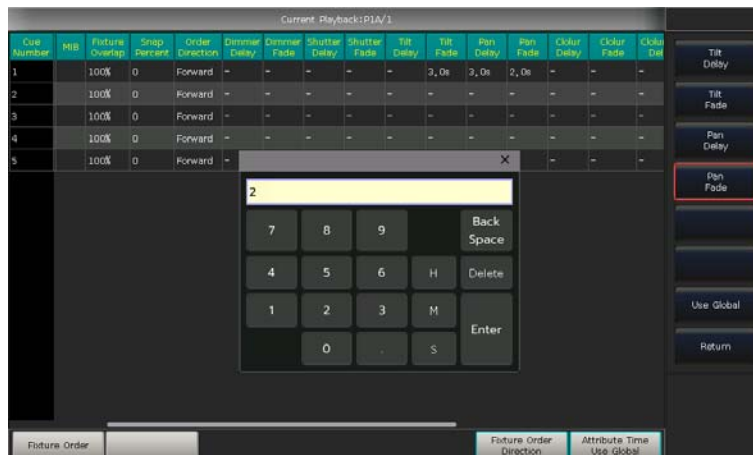 Current Playback:P1A/1
Cue Number MIB Fixture Overlap Snap Percent Order Direction Dimmer Delay Dimmer Fade Shutter Delay Shutter Fade Tilt Delay Tilt Fade Pan Delay Pan Fade Clolur Delay Clolur Fade Clolu Del
1 100% 0 Forward - - - - - 3.0s 3.0s 2.0s - - -
2 100% 0 Forward - - - - - - - - - - -
3 100% 0 Forward - - - - - - - - - - -
4 100% 0 Forward - - - - - - - - - - -
5 100% 0 Forward - - - -
×
2
7 8 9 Back Space
4 5 6 H Delete
1 2 3 M Enter
0 . S
Tilt Delay
Tilt Fade
Pan Delay
Pan Fade
Use Global
Return
Fixture Order
Fixture Order Direction
Attribute Time Use Global